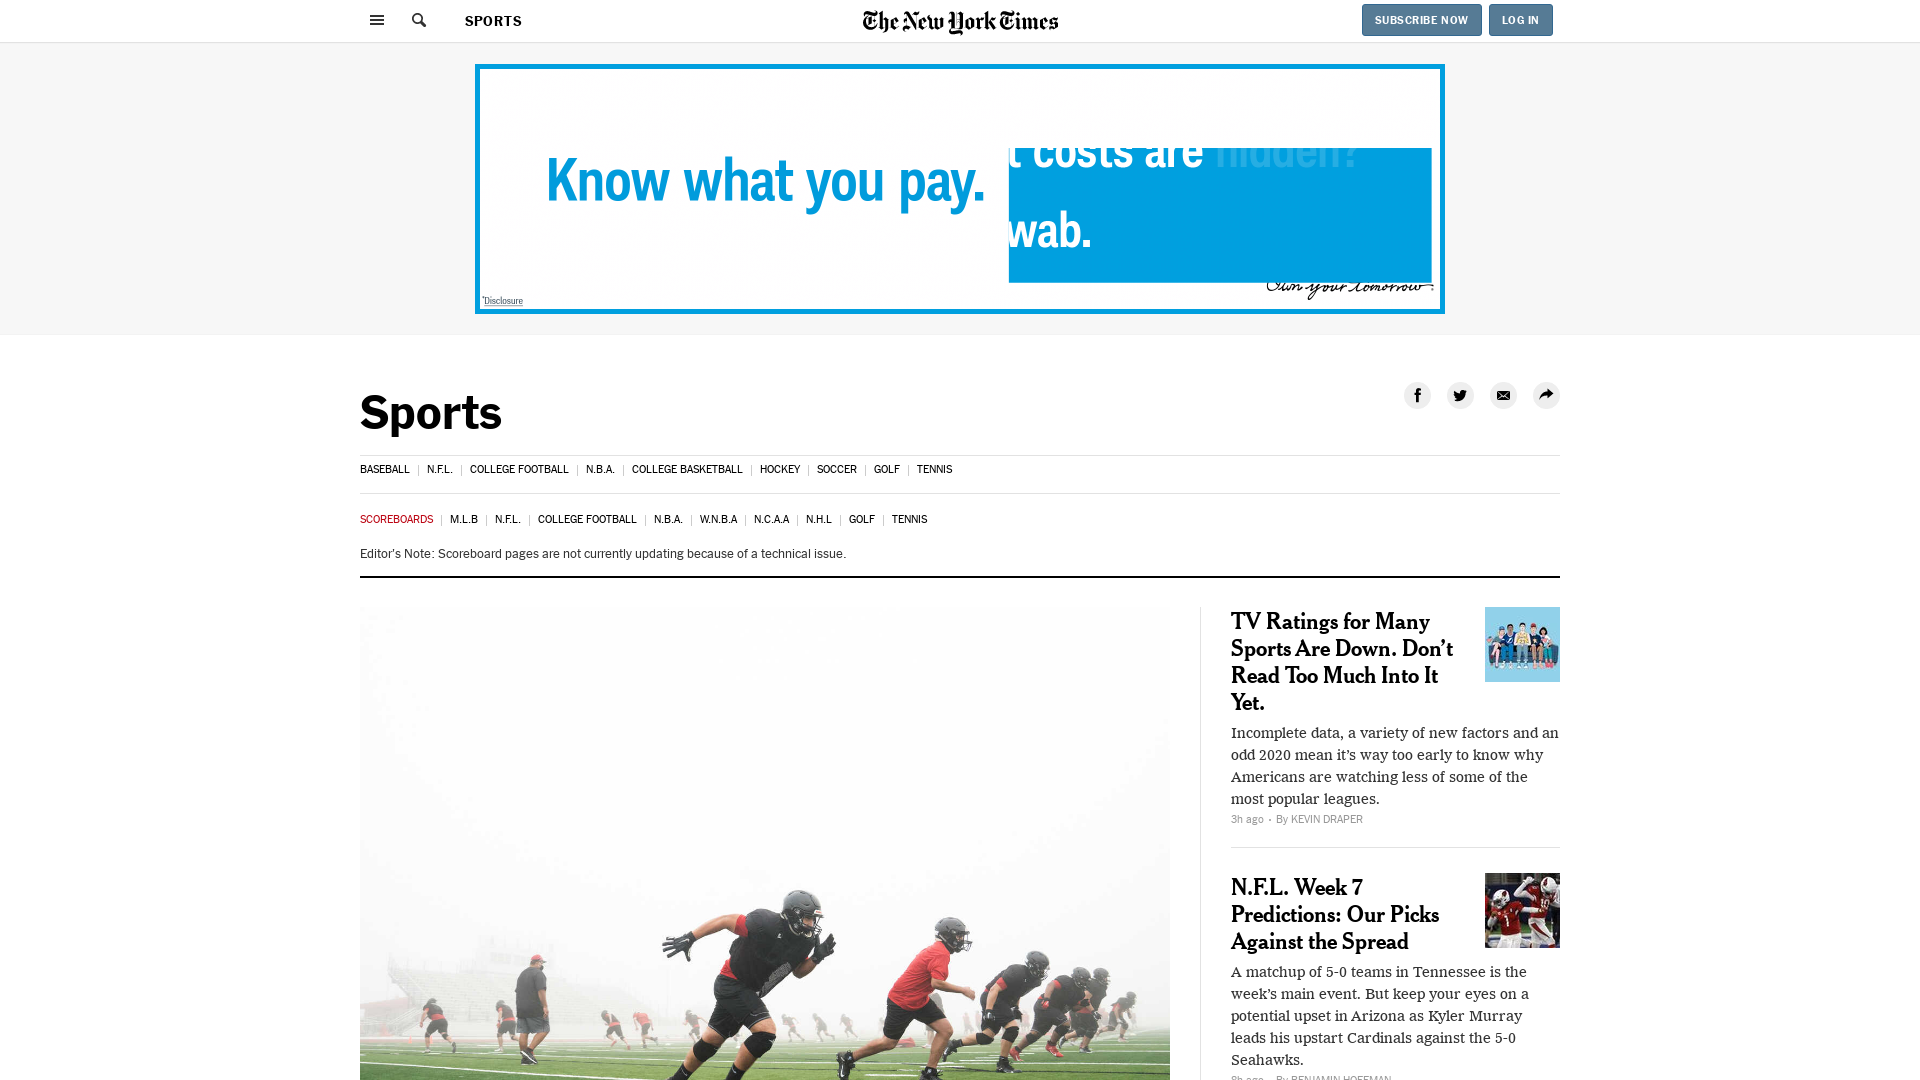 SPORTS
The New York Times
SUBSCRIBE NOW
LOG IN
Know what you pay.
t costs are hidden?
wab.
*Disclosure
Own your tomorrow
Sports
BASEBALL | N.F.L. | COLLEGE FOOTBALL | N.B.A. | COLLEGE BASKETBALL | HOCKEY | SOCCER | GOLF | TENNIS
SCOREBOARDS | M.L.B | N.F.L. | COLLEGE FOOTBALL | N.B.A. | W.N.B.A | N.C.A.A | N.H.L | GOLF | TENNIS
Editor's Note: Scoreboard pages are not currently updating because of a technical issue.
TV Ratings for Many
Sports Are Down. Don’t
Read Too Much Into It
Yet.
Incomplete data, a variety of new factors and an
odd 2020 mean it’s way too early to know why
Americans are watching less of some of the
most popular leagues.
3h ago · By KEVIN DRAPER
N.F.L. Week 7
Predictions: Our Picks
Against the Spread
A matchup of 5-0 teams in Tennessee is the
week’s main event. But keep your eyes on a
potential upset in Arizona as Kyler Murray
leads his upstart Cardinals against the 5-0
Seahawks.
8h ago · By BENJAMIN HOFFMAN